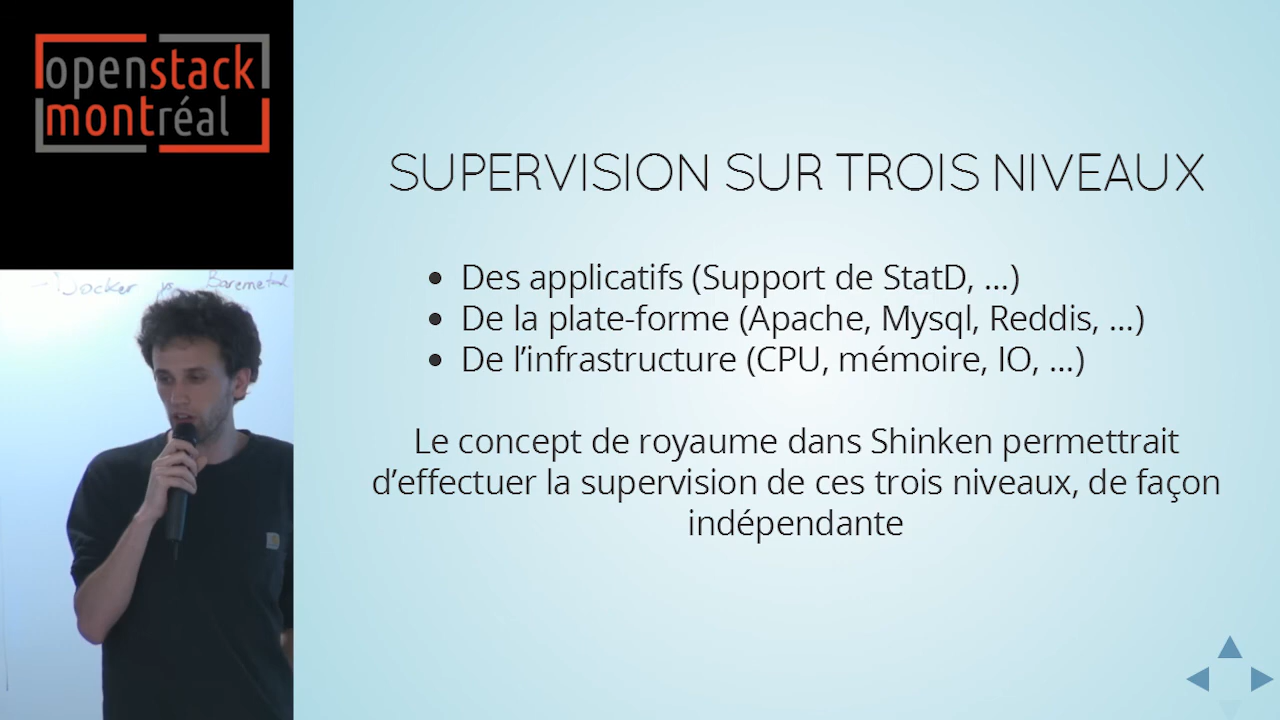 openstack
montréal
SUPERVISION SUR TROIS NIVEAUX
Des applicatifs (Support de StatD, ...)
De la plate-forme (Apache, Mysql, Reddis, ...)
De l'infrastructure (CPU, mémoire, IO, ...)
Le concept de royaume dans Shinken permettrait
d'effectuer la supervision de ces trois niveaux, de façon
indépendante
Docker vs Baremetal